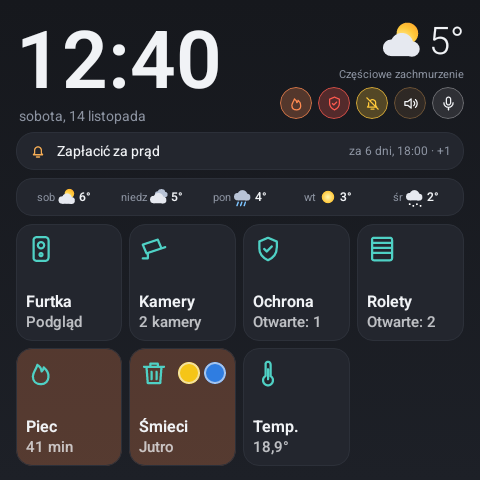 12:40
5°
Częściowe zachmurzenie
sobota, 14 listopada
Zapłacić za prąd
za 6 dni, 18:00 · +1
sob 6° niedz 5° pon 4° wt 3° śr 2°
Furtka
Podgląd
Kamery
2 kamery
Ochrona
Otwarte: 1
Rolety
Otwarte: 2
Piec
41 min
Śmieci
Jutro
Temp.
18,9°